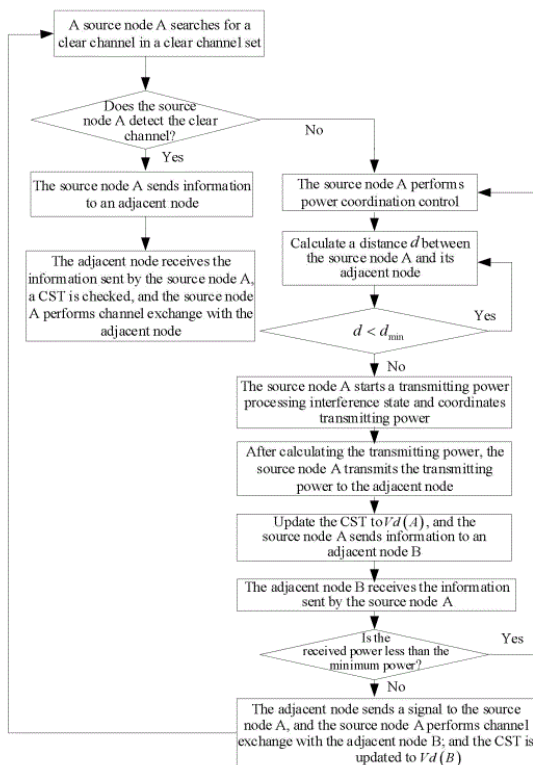 A source node A searches for a
clear channel in a clear channel set
Does the source
node A detect the clear
channel?
No
Yes
The source node A sends information
to an adjacent node
The adjacent node receives the
information sent by the source node A,
a CST is checked, and the source node
A performs channel exchange with the
adjacent node
The source node A performs
power coordination control
Calculate a distance d between
the source node A and its
adjacent node
d < dmin
Yes
No
The source node A starts a transmitting power
processing interference state and coordinates
transmitting power
After calculating the transmitting power, the
source node A transmits the transmitting
power to the adjacent node
Update the CST to Vd(A), and the
source node A sends information to an
adjacent node B
The adjacent node B receives the information
sent by the source node A
Is the
received power less than the
minimum power?
Yes
No
The adjacent node sends a signal to the source
node A, and the source node A performs channel
exchange with the adjacent node B; and the CST is
updated to Vd(B)